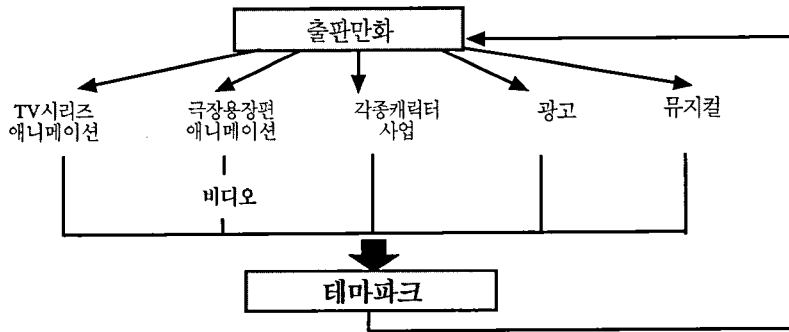 출판만화
TV시리즈
애니메이션
극장용장편
애니메이션
각종캐릭터
사업
광고
뮤지컬
비디오
테마파크